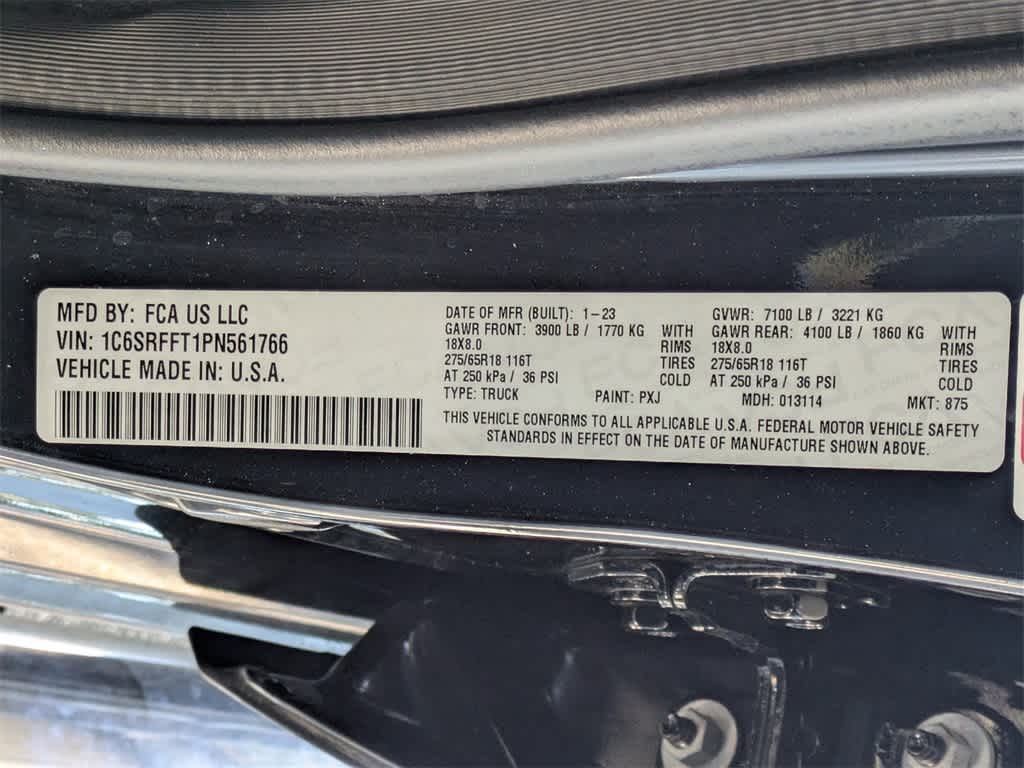 MFD BY: FCA US LLC
VIN: 1C6SRFFT1PN561766
VEHICLE MADE IN: U.S.A.
DATE OF MFR (BUILT): 1-23
GAWR FRONT: 3900 LB / 1770 KG WITH
18X8.0 RIMS
275/65R18 116T TIRES
AT 250 kPa / 36 PSI COLD
GVWR: 7100 LB / 3221 KG
GAWR REAR: 4100 LB / 1860 KG WITH
18X8.0 RIMS
275/65R18 116T TIRES
AT 250 kPa / 36 PSI COLD
TYPE: TRUCK PAINT: PXJ MDH: 013114 MKT: 875
THIS VEHICLE CONFORMS TO ALL APPLICABLE U.S.A. FEDERAL MOTOR VEHICLE SAFETY
STANDARDS IN EFFECT ON THE DATE OF MANUFACTURE SHOWN ABOVE.